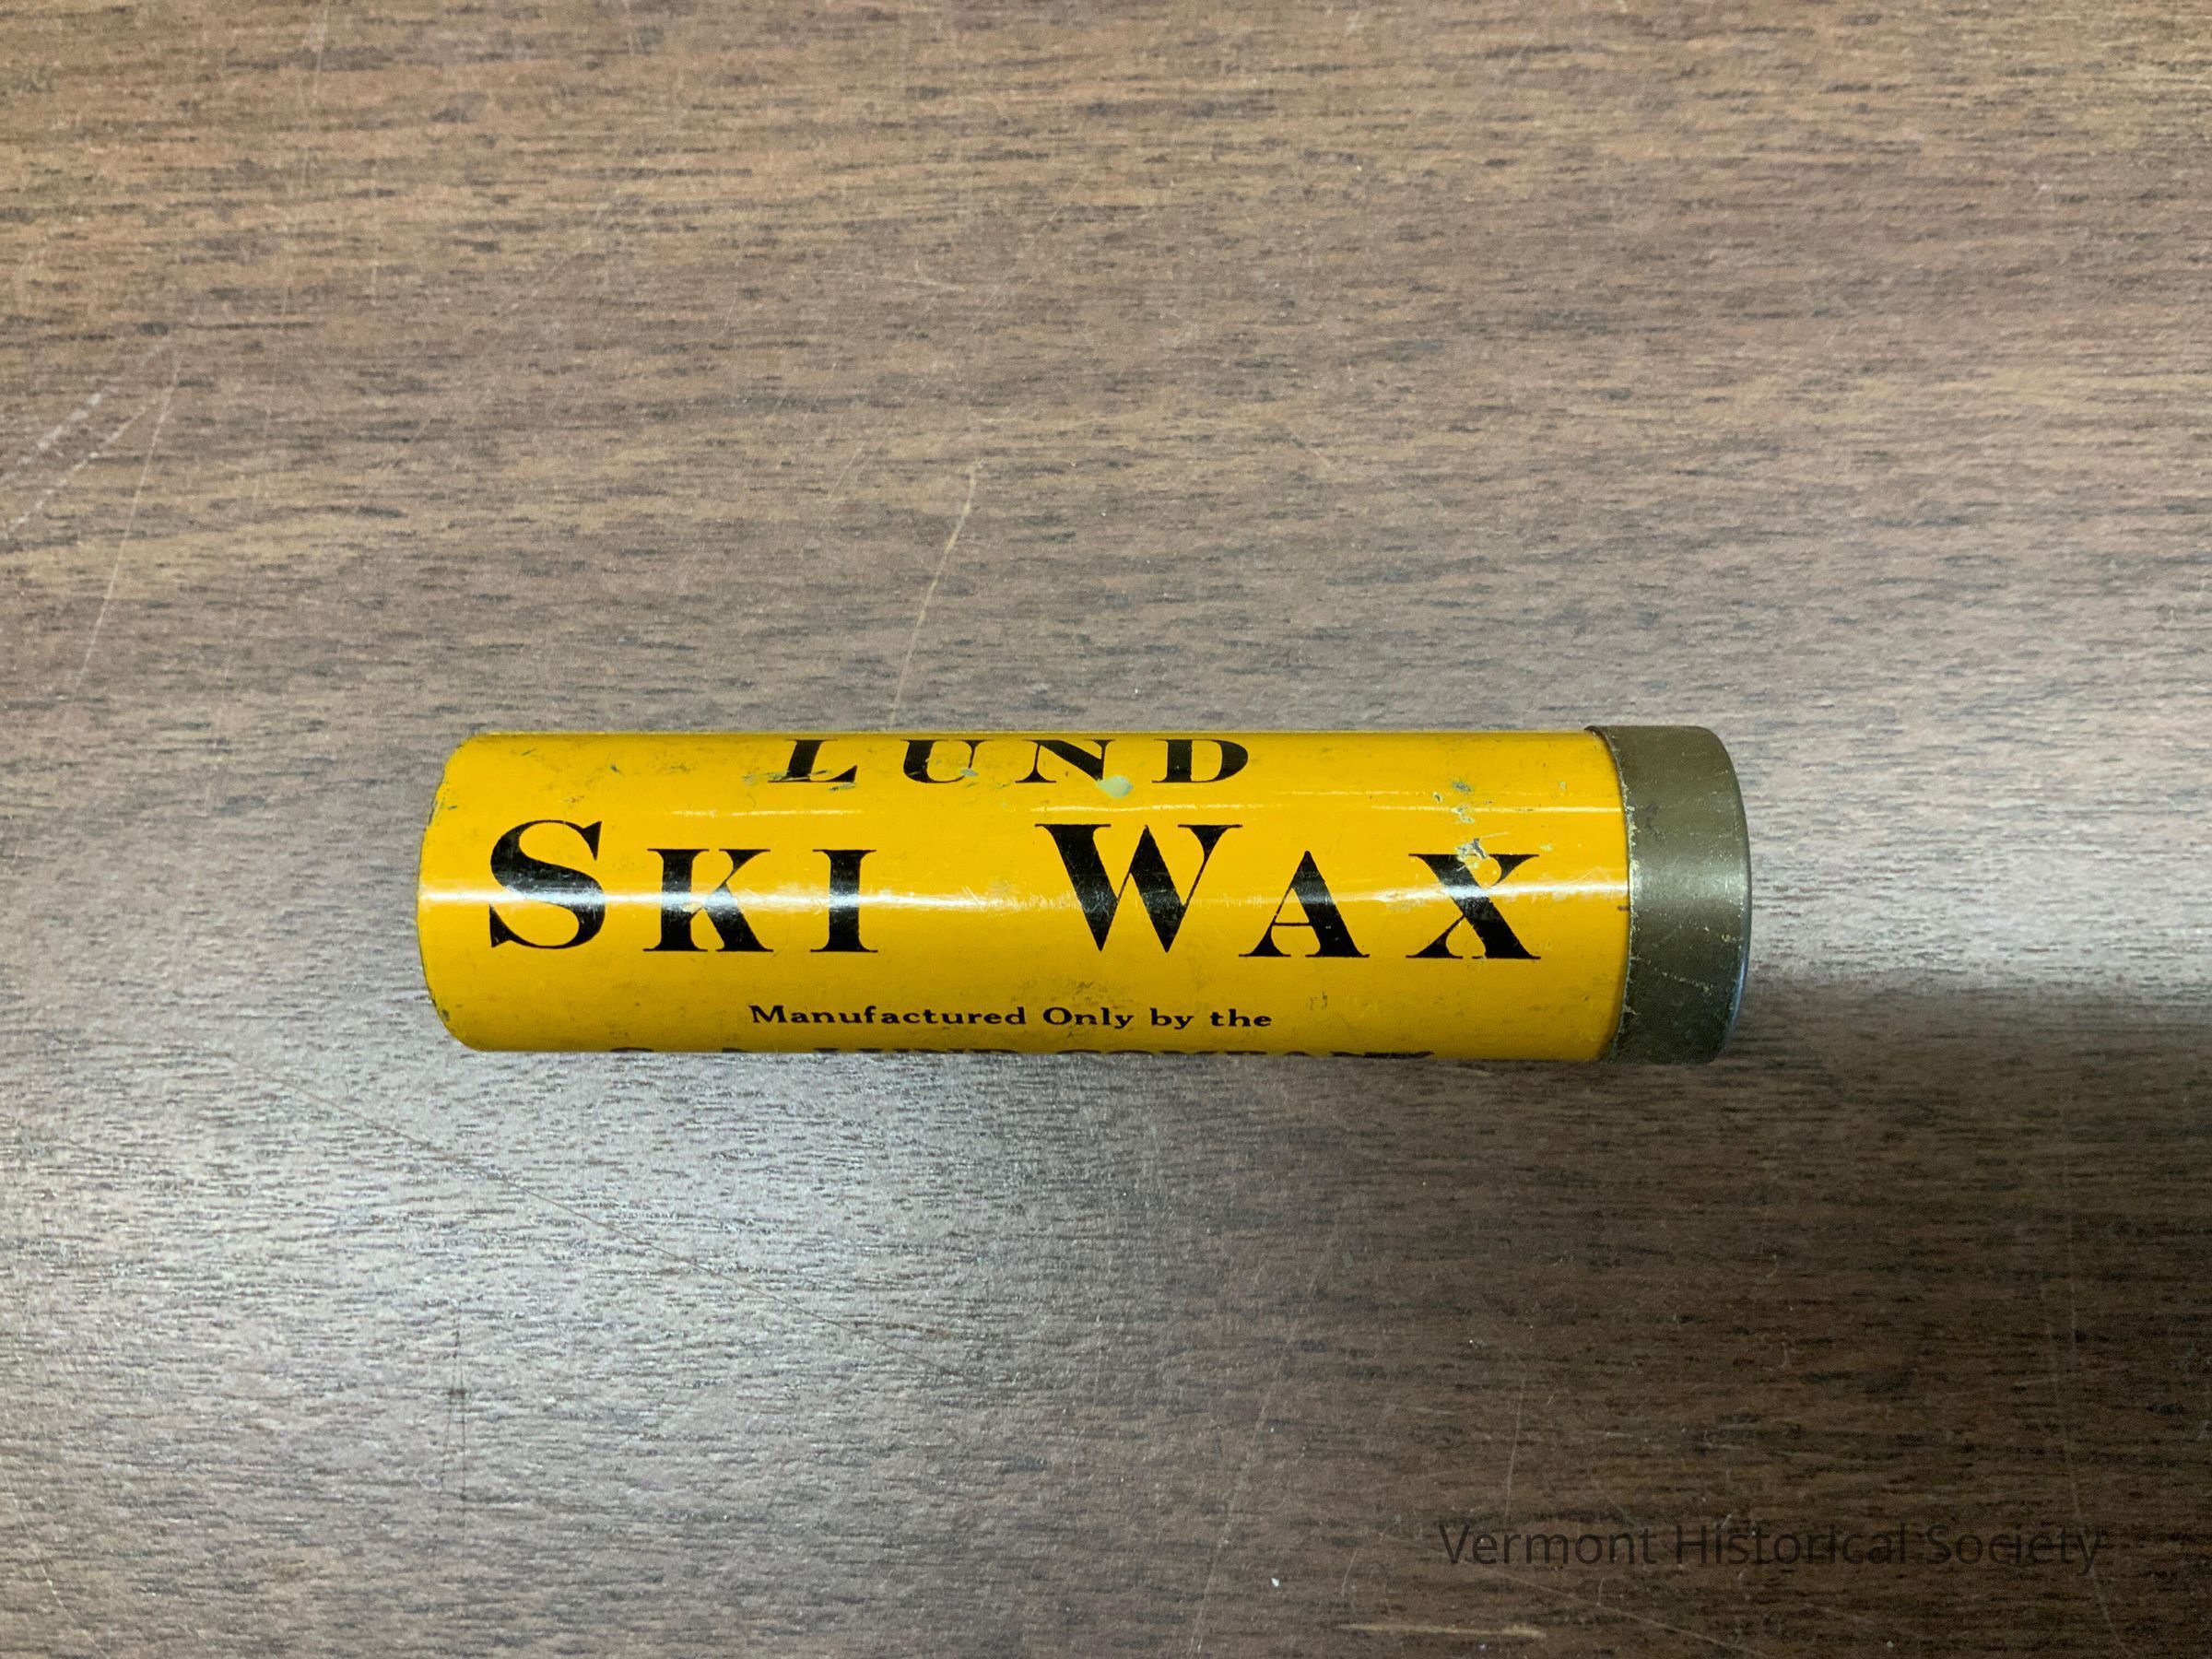 LUND
SKI WAX
Manufactured Only by the
Vermont Historical Society